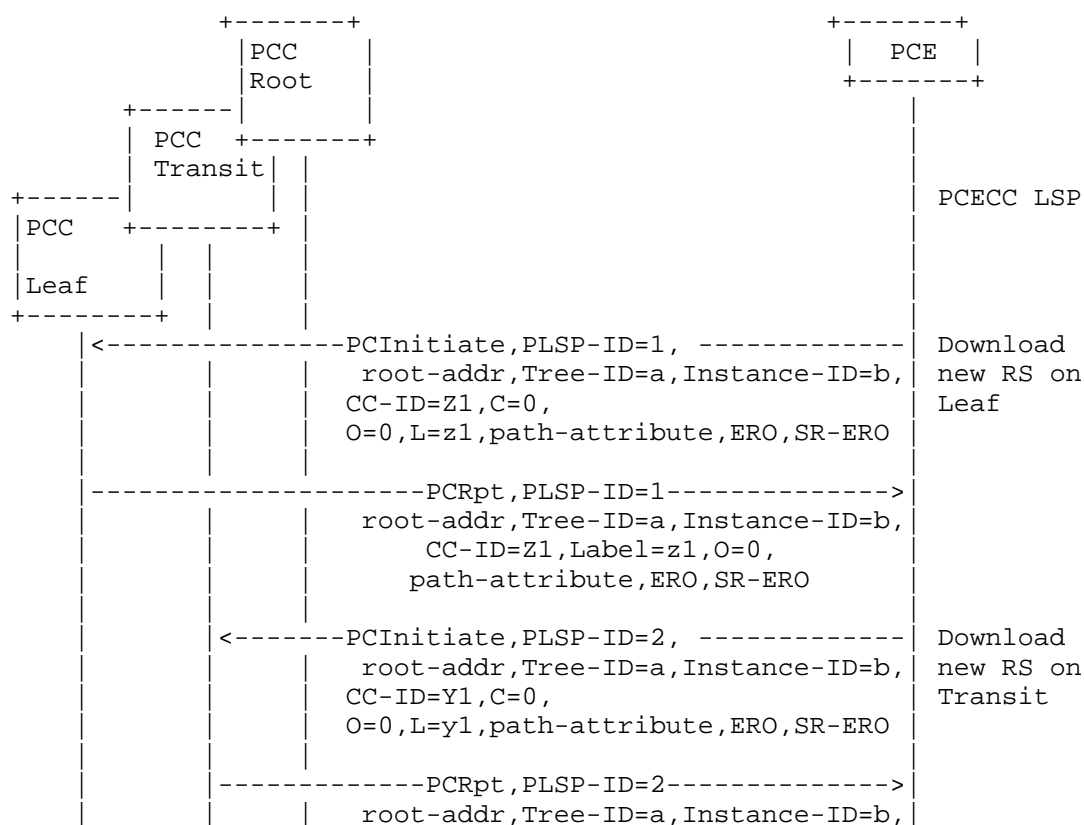 PCC
PCE
Root
PCC
Transit
PCECC LSP
PCC
Leaf
PCInitiate,PLSP-ID=1, Download
root-addr,Tree-ID=a,Instance-ID=b, new RS on
CC-ID=Z1,C=0, Leaf
O=0,L=z1,path-attribute,ERO,SR-ERO
PCRpt,PLSP-ID=1
root-addr,Tree-ID=a,Instance-ID=b,
CC-ID=Z1,Label=z1,O=0,
path-attribute,ERO,SR-ERO
PCInitiate,PLSP-ID=2, Download
root-addr,Tree-ID=a,Instance-ID=b, new RS on
CC-ID=Y1,C=0, Transit
O=0,L=y1,path-attribute,ERO,SR-ERO
PCRpt,PLSP-ID=2
root-addr,Tree-ID=a,Instance-ID=b,